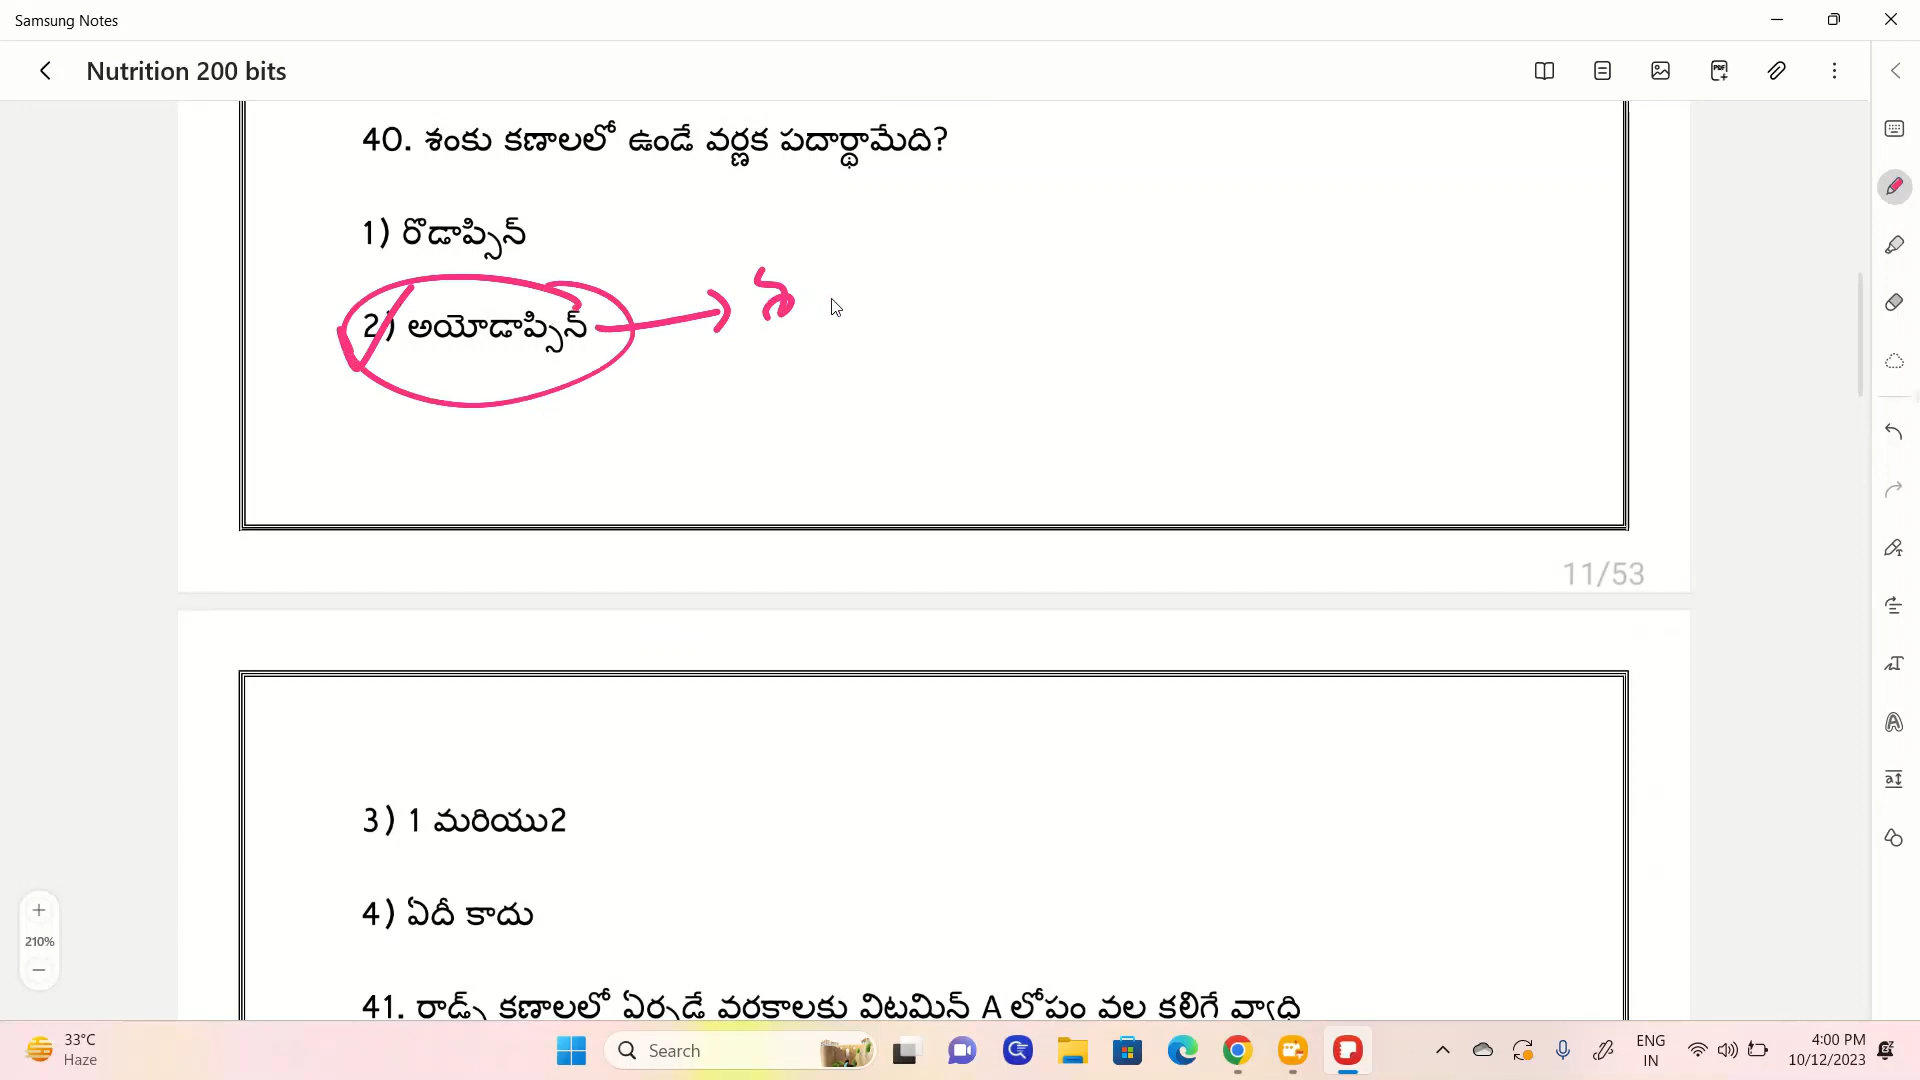 Samsung Notes
Nutrition 200 bits
40. శంకు కణాలలో ఉండే వర్ణక పదార్థామేది?
1) రొడాప్సిన్
2) అయోడాప్సిన్
11/53
3) 1 మరియు2
4) ఏదీ కాదు
210%
41. రాడ్స్ కణాలలో ఏర్పడే వర్ణకాలకు విటమిన్ A లోపం వల్ల కలిగే వ్యాధి
33°C
Haze
Search
ENG
IN
4:00 PM
10/12/2023